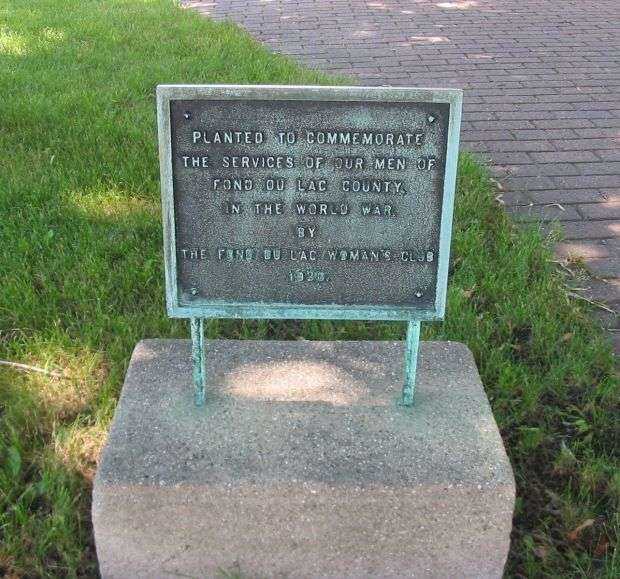 PLANTED TO COMMEMORATE
THE SERVICES OF OUR MEN OF
FOND DU LAC COUNTY,
IN THE WORLD WAR.
BY
THE FOND DU LAC WOMAN'S CLUB
1920.